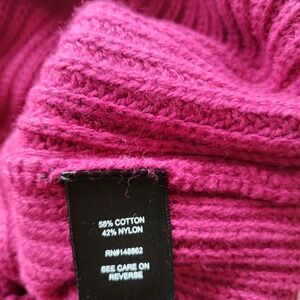 58% COTTON
42% NYLON
RN#148862
SEE CARE ON
REVERSE